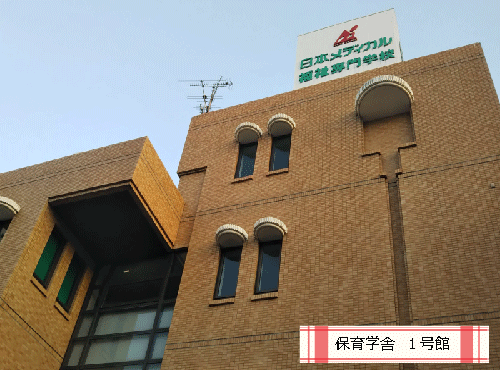 日本メディカル
福祉専門学校
保育学舎 1号館